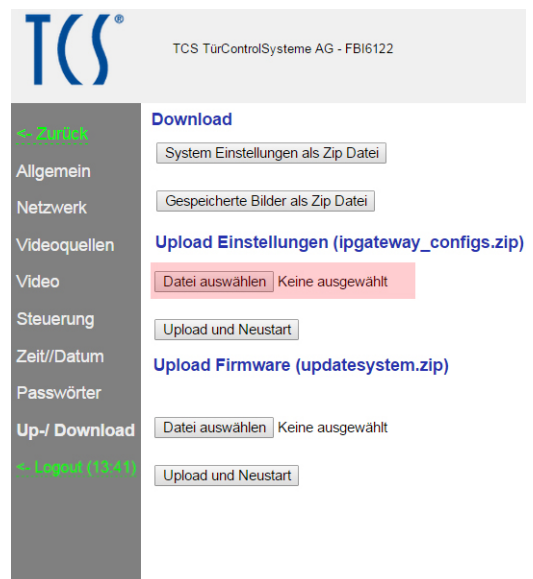 TCS®
TCS TürControlSysteme AG - FBI6122
<- Zurück
Allgemein
Netzwerk
Videoquellen
Video
Steuerung
Zeit//Datum
Passwörter
Up-/ Download
<- Logout (13:41)
Download
System Einstellungen als Zip Datei
Gespeicherte Bilder als Zip Datei
Upload Einstellungen (ipgateway_configs.zip)
Datei auswählen Keine ausgewählt
Upload und Neustart
Upload Firmware (updatesystem.zip)
Datei auswählen Keine ausgewählt
Upload und Neustart